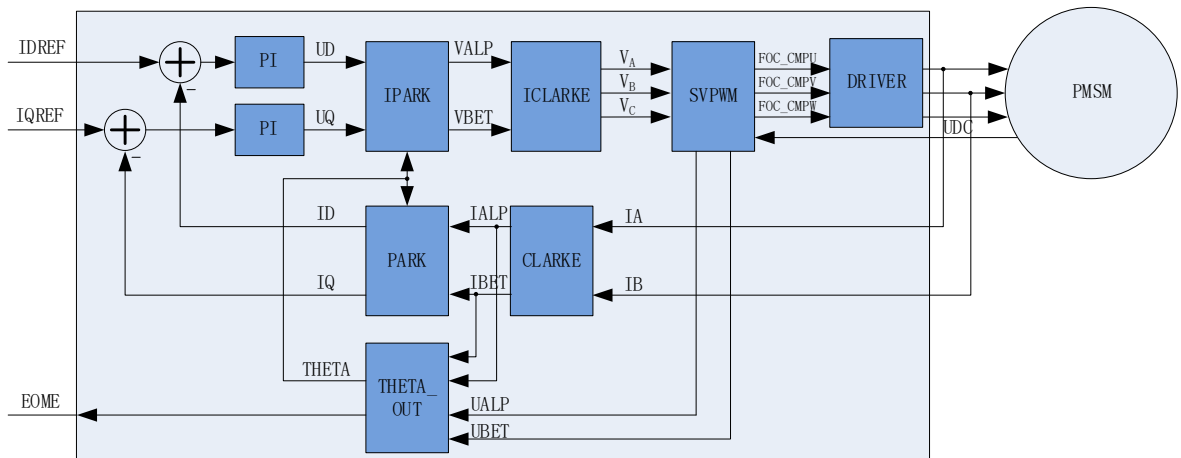 IDREF
IQREF
PI
UD
PI
UQ
IPARK
VALP
VBET
ICLARKE
VA
VB
VC
SVPWM
FOC_CMPU
FOC_CMPV
FOC_CMPW
DRIVER
UDC
PMSM
ID
IQ
PARK
IALP
IBET
CLARKE
IA
IB
THETA
THETA_
OUT
UALP
UBET
EOME